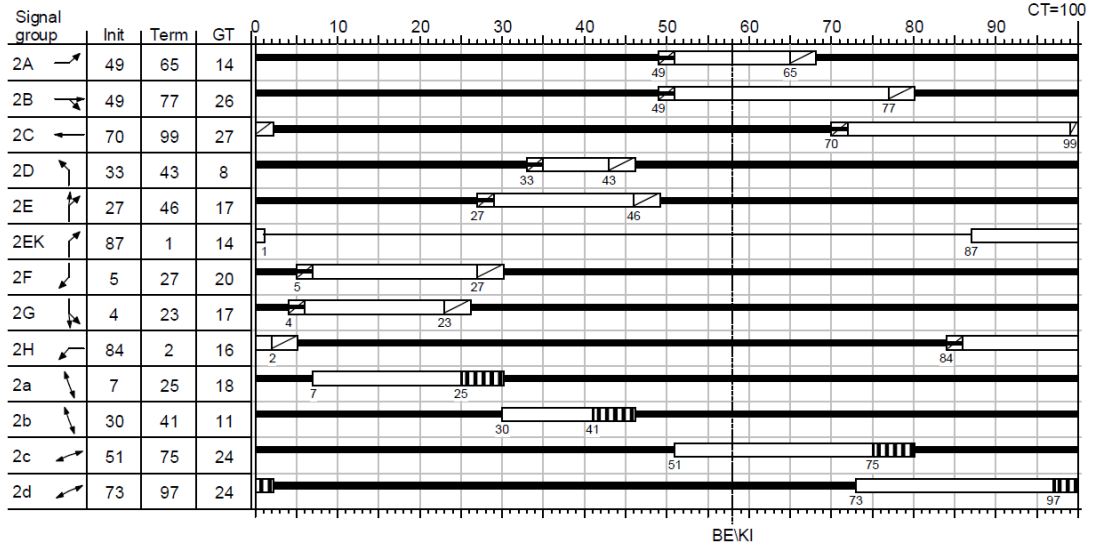 CT=100
Signal group Init Term GT 0 10 20 30 40 50 60 70 80 90
2A 49 65 14
49 65
2B 49 77 26
49 77
2C 70 99 27
70 99
2D 33 43 8
33 43
2E 27 46 17
27 46
2EK 87 1 14
1 87
2F 5 27 20
5 27
2G 4 23 17
4 23
2H 84 2 16
2 84
2a 7 25 18
7 25
2b 30 41 11
30 41
2c 51 75 24
51 75
2d 73 97 24
73 97
BE\KI